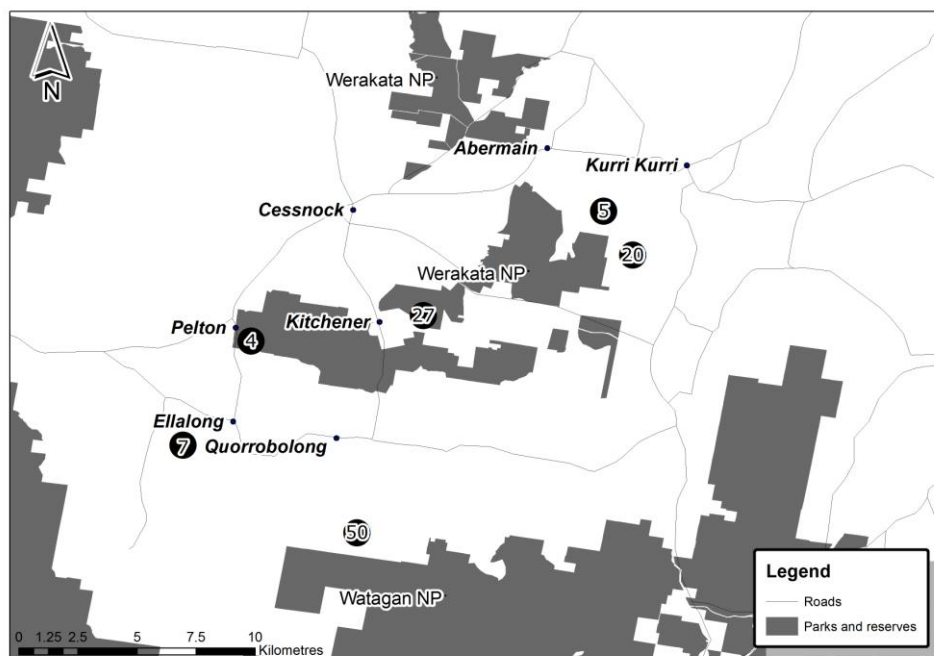 N
Werakata NP
Abermain
Kurri Kurri
Cessnock
5
20
Werakata NP
27
Kitchener
Pelton
4
Ellalong
7
Quorrobolong
50
Watagan NP
Legend
Roads
Parks and reserves
0 1.25 2.5 5 7.5 10
Kilometres